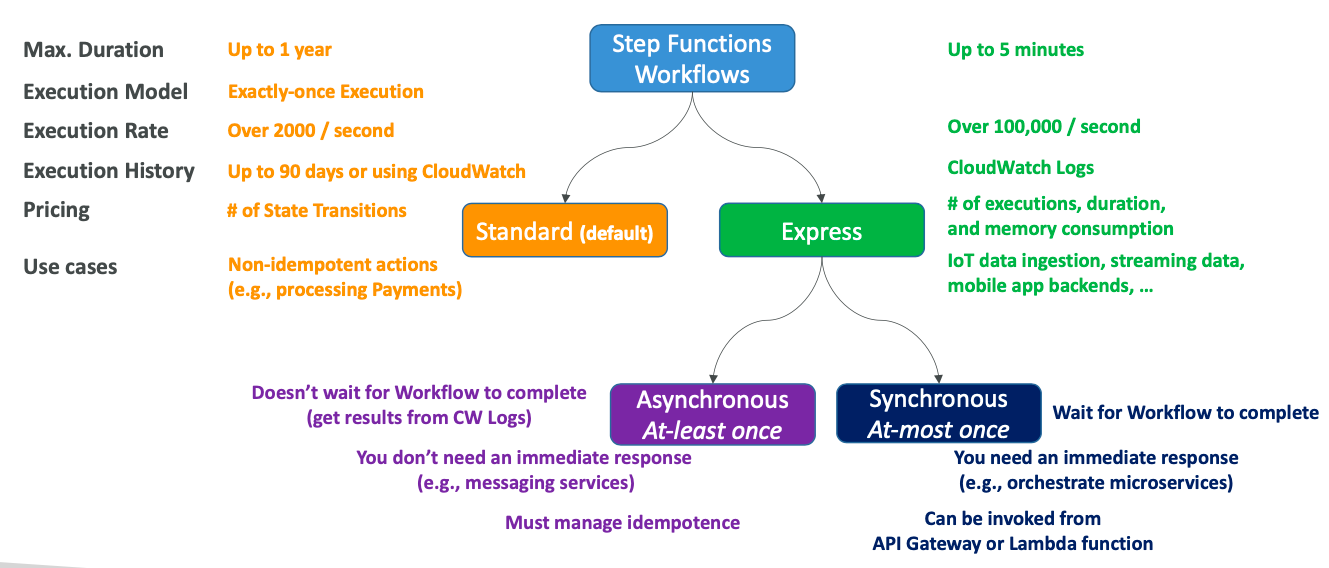 Step Functions
Workflows
Max. Duration
Up to 1 year
Up to 5 minutes
Execution Model
Exactly-once Execution
Execution Rate
Over 2000 / second
Over 100,000 / second
Execution History
Up to 90 days or using CloudWatch
CloudWatch Logs
Pricing
# of State Transitions
# of executions, duration,
and memory consumption
Standard (default)
Express
Use cases
Non-idempotent actions
(e.g., processing Payments)
IoT data ingestion, streaming data,
mobile app backends, …
Doesn’t wait for Workflow to complete
(get results from CW Logs)
Asynchronous
At-least once
Synchronous
At-most once
Wait for Workflow to complete
You don’t need an immediate response
(e.g., messaging services)
You need an immediate response
(e.g., orchestrate microservices)
Must manage idempotence
Can be invoked from
API Gateway or Lambda function